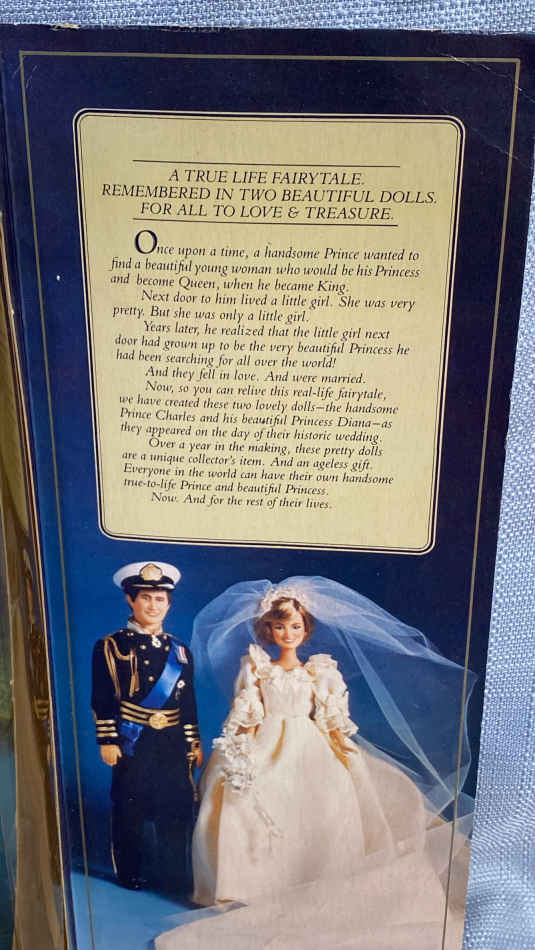 A TRUE LIFE FAIRYTALE.
REMEMBERED IN TWO BEAUTIFUL DOLLS.
FOR ALL TO LOVE & TREASURE.
Once upon a time, a handsome Prince wanted to
find a beautiful young woman who would be his Princess
and become Queen, when he became King.
Next door to him lived a little girl. She was very
pretty. But she was only a little girl.
Years later, he realized that the little girl next
door had grown up to be the very beautiful Princess he
had been searching for all over the world!
And they fell in love. And were married.
Now, so you can relive this real-life fairytale,
we have created these two lovely dolls—the handsome
Prince Charles and his beautiful Princess Diana—as
they appeared on the day of their historic wedding.
Over a year in the making, these pretty dolls
are a unique collector's item. And an ageless gift.
Everyone in the world can have their own handsome
true-to-life Prince and beautiful Princess.
Now. And for the rest of their lives.